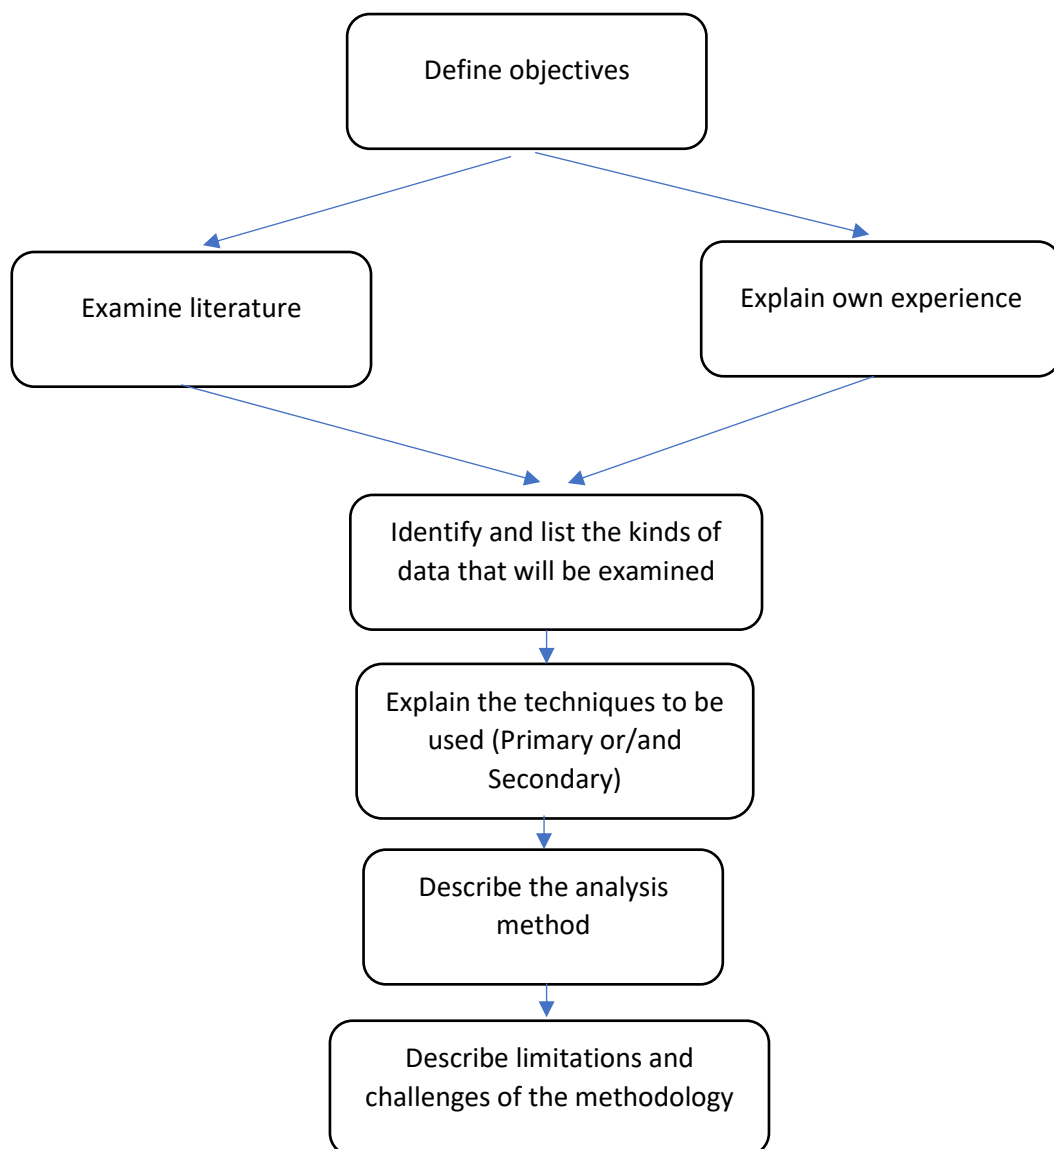 Define objectives
Examine literature
Explain own experience
Identify and list the kinds of
data that will be examined
Explain the techniques to be
used (Primary or/and
Secondary)
Describe the analysis
method
Describe limitations and
challenges of the methodology